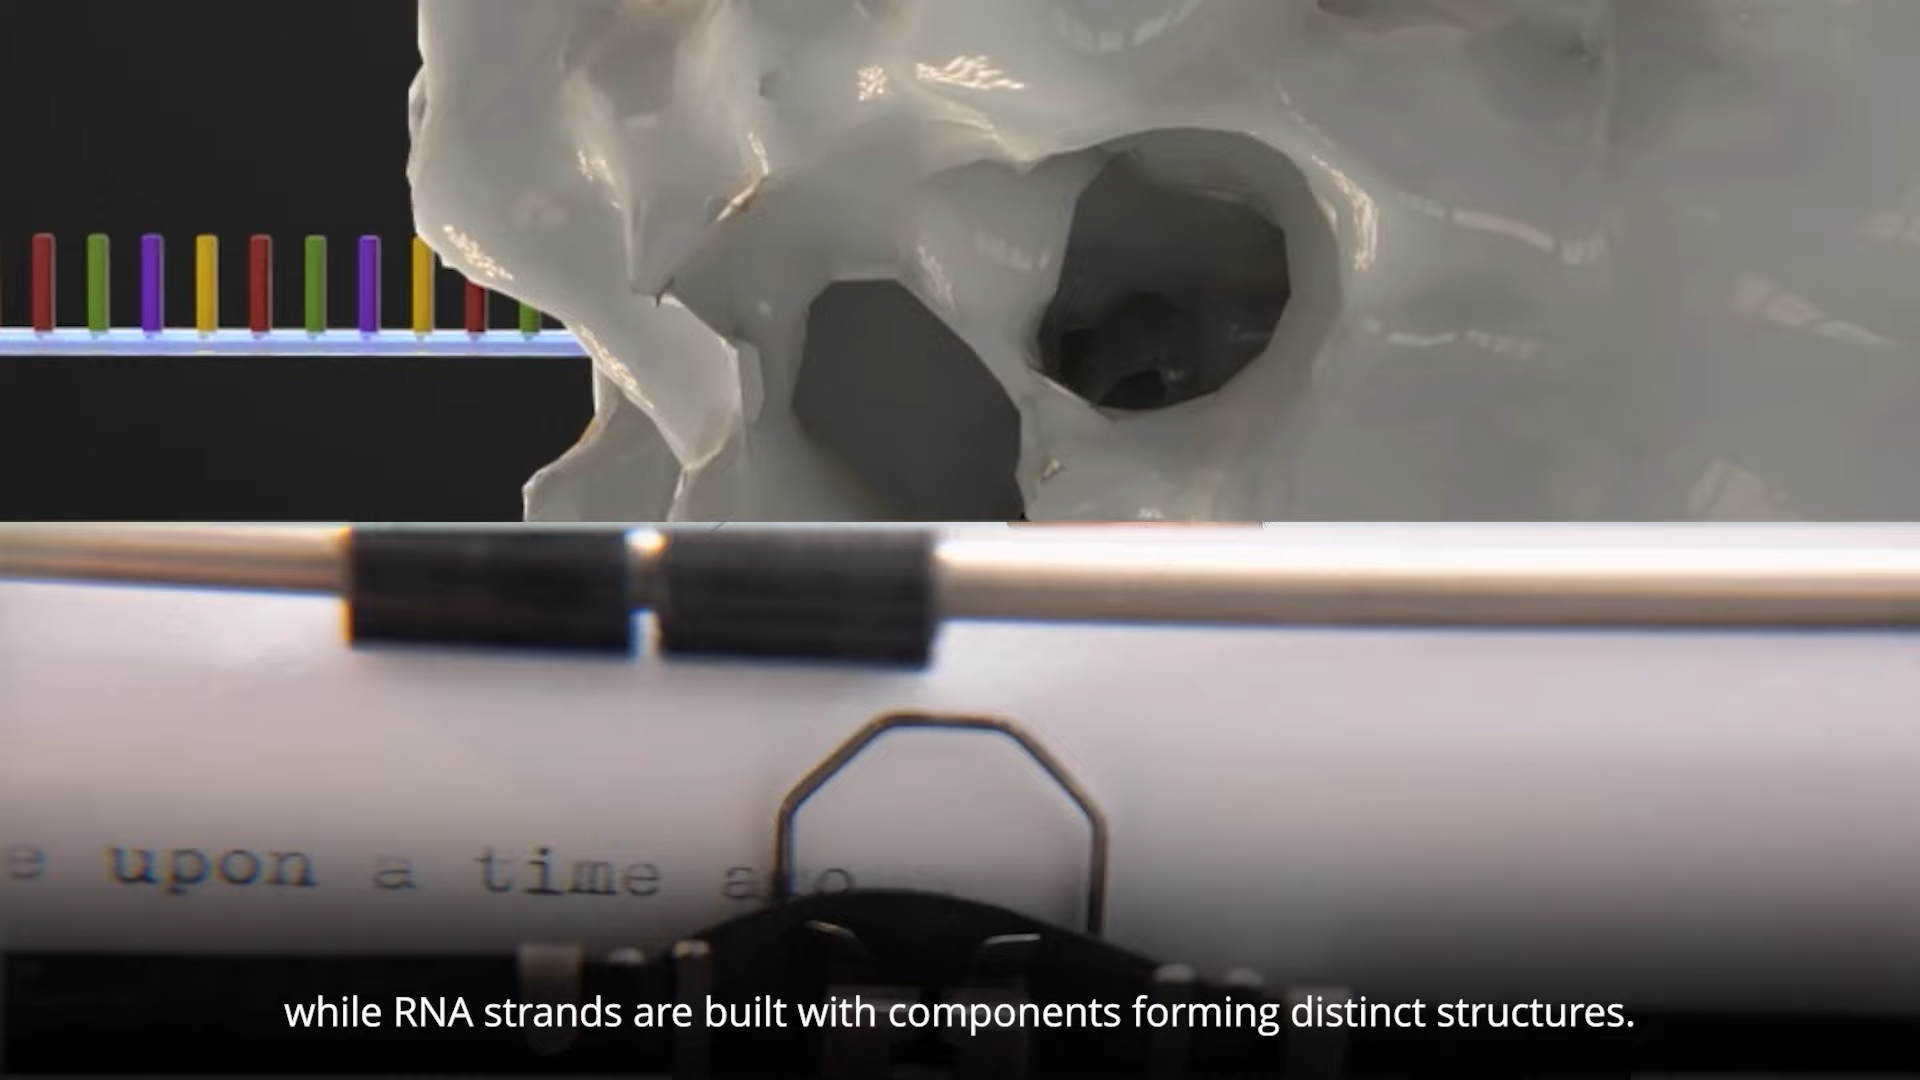 e upon a time
while RNA strands are built with components forming distinct structures.